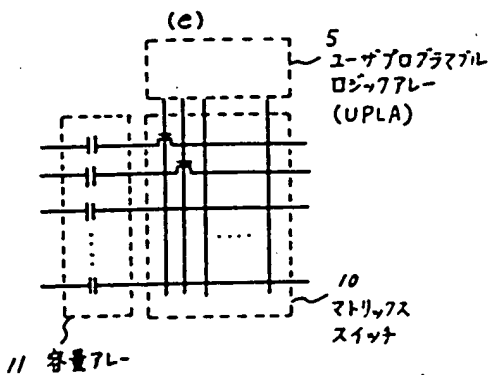 (e)
5
ユーザプログラマブル
ロジックアレー
(UPLA)
10
マトリックス
スイッチ
11 容量アレー